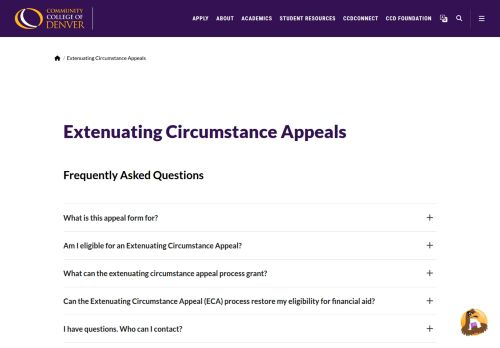 COMMUNITY
COLLEGE OF
DENVER
APPLY ABOUT ACADEMICS STUDENT RESOURCES CCDCONNECT CCD FOUNDATION
/ Extenuating Circumstance Appeals
Extenuating Circumstance Appeals
Frequently Asked Questions
What is this appeal form for?
Am I eligible for an Extenuating Circumstance Appeal?
What can the extenuating circumstance appeal process grant?
Can the Extenuating Circumstance Appeal (ECA) process restore my eligibility for financial aid?
I have questions. Who can I contact?